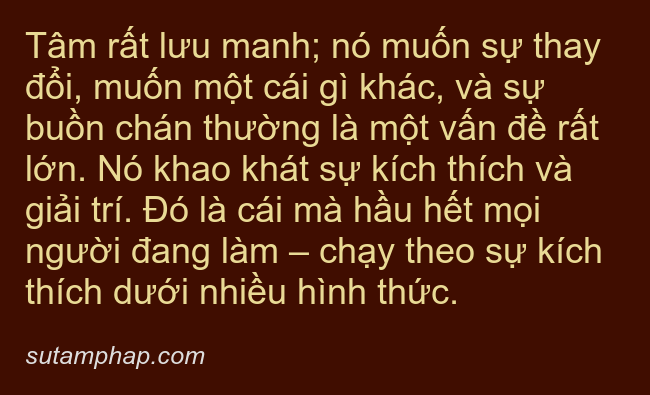 Tâm rất lưu manh; nó muốn sự thay
đổi, muốn một cái gì khác, và sự
buồn chán thường là một vấn đề rất
lớn. Nó khao khát sự kích thích và
giải trí. Đó là cái mà hầu hết mọi
người đang làm – chạy theo sự kích
thích dưới nhiều hình thức.
sutamphap.com